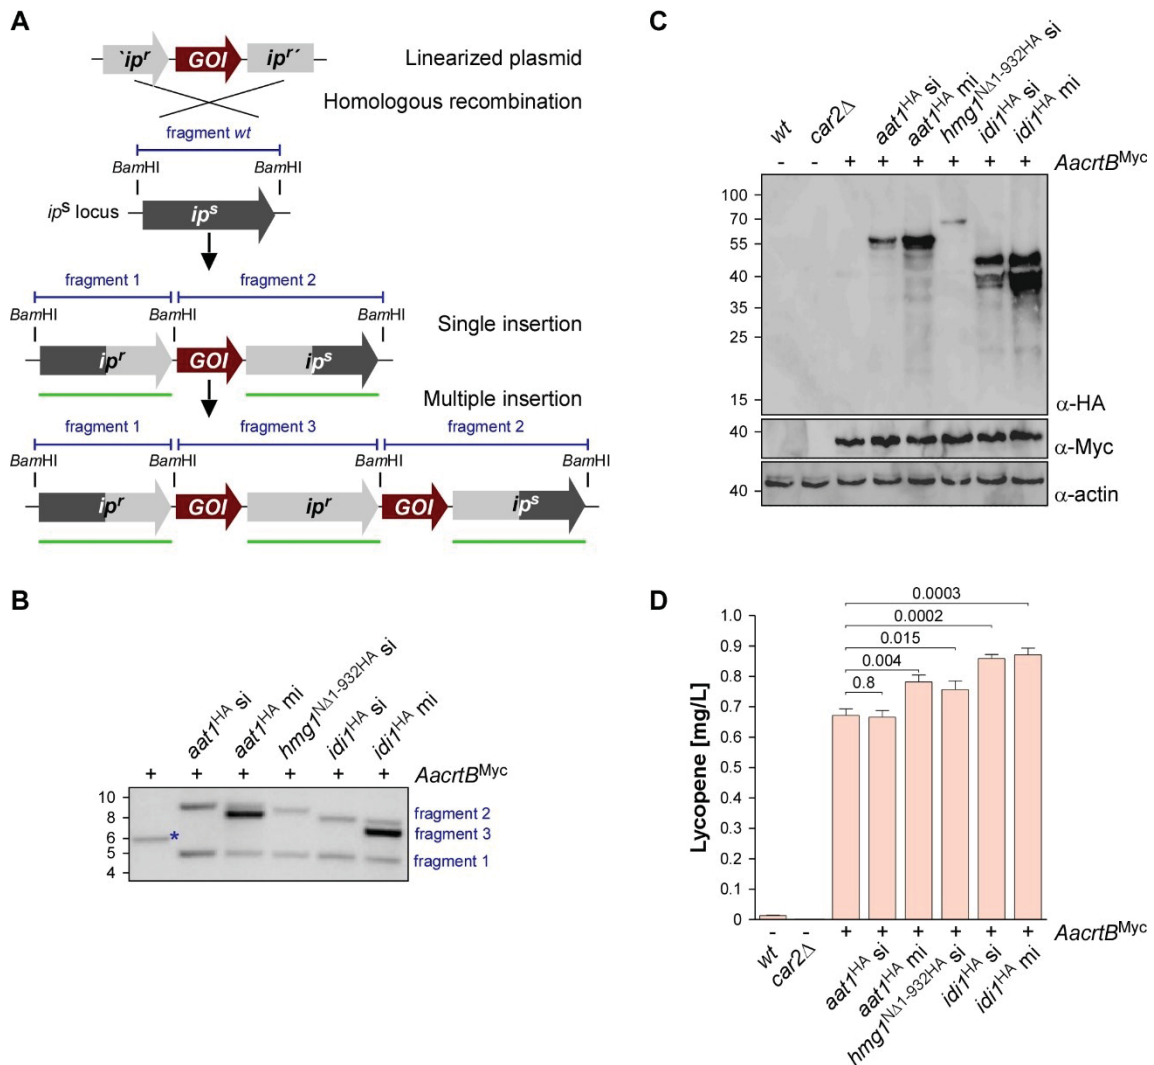 A
`ip^r GOI ip^r´
Linearized plasmid
Homologous recombination
fragment wt
BamHI BamHI
ip^S locus ip^s
fragment 1 fragment 2
BamHI BamHI BamHI
Single insertion
ip^r GOI ip^s
Multiple insertion
fragment 1 fragment 3 fragment 2
BamHI BamHI BamHI BamHI
ip^r GOI ip^r GOI ip^s
B
aat1^HA si
aat1^HA mi
hmg1^NΔ1-932HA si
idi1^HA si
idi1^HA mi
+ + + + + + AacrtB^Myc
10
8
6
5
4
*
fragment 2
fragment 3
fragment 1
C
wt
car2Δ
aat1^HA si
aat1^HA mi
hmg1^NΔ1-932HA si
idi1^HA si
idi1^HA mi
- - + + + + + + AacrtB^Myc
100
70
55
40
35
25
15
α-HA
40
α-Myc
40
α-actin
D
0.0003
0.0002
0.015
0.004
0.8
Lycopene [mg/L]
1.0
0.9
0.8
0.7
0.6
0.5
0.4
0.3
0.2
0.1
0
- - + + + + + + AacrtB^Myc
wt
car2Δ
aat1^HA si
aat1^HA mi
hmg1^NΔ1-932HA si
idi1^HA si
idi1^HA mi